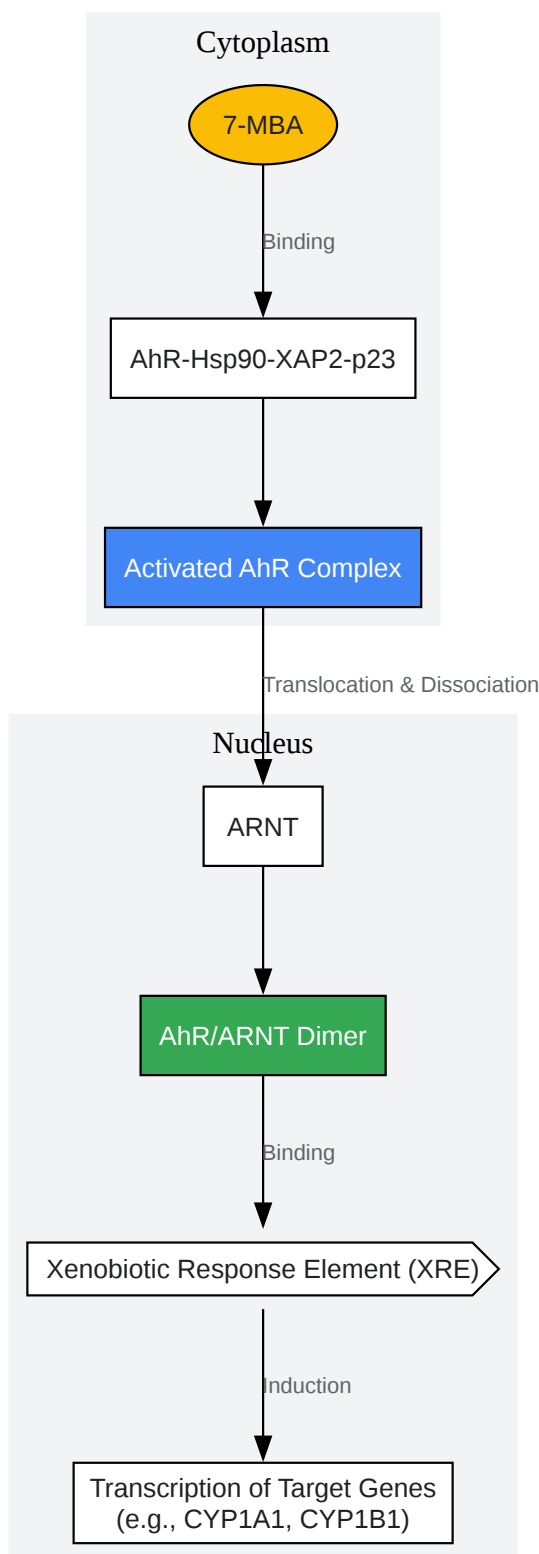 Cytoplasm
7-MBA
Binding
AhR-Hsp90-XAP2-p23
Activated AhR Complex
Translocation & Dissociation
Nucleus
ARNT
AhR/ARNT Dimer
Binding
Xenobiotic Response Element (XRE)
Induction
Transcription of Target Genes
(e.g., CYP1A1, CYP1B1)